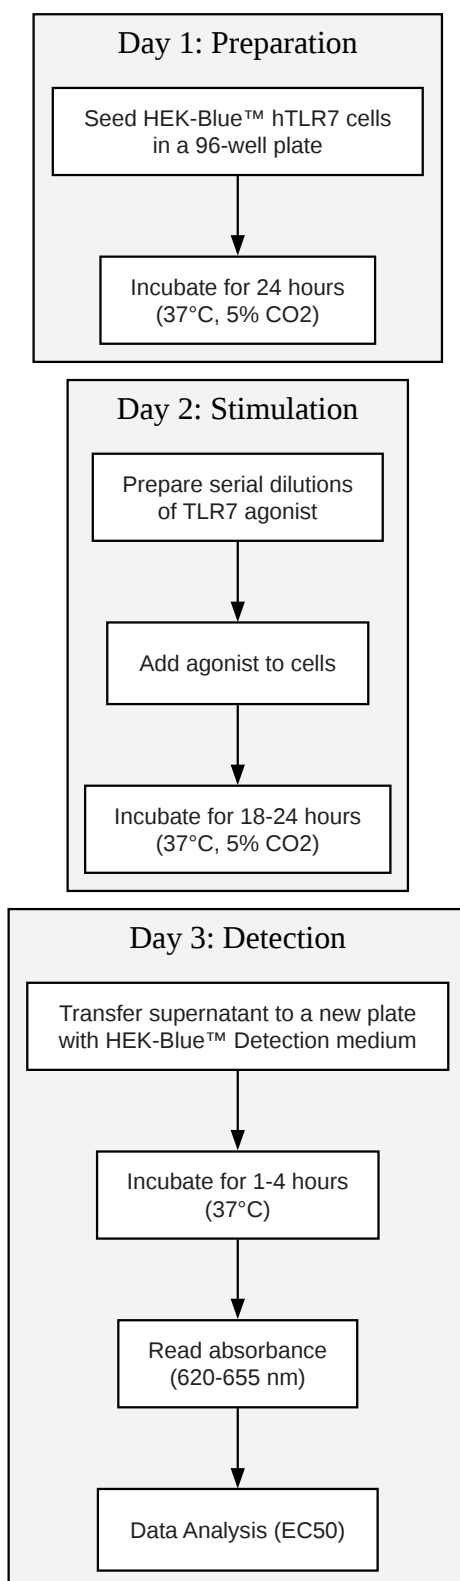 Day 1: Preparation
Seed HEK-Blue™ hTLR7 cells
in a 96-well plate
Incubate for 24 hours
(37°C, 5% CO2)
Day 2: Stimulation
Prepare serial dilutions
of TLR7 agonist
Add agonist to cells
Incubate for 18-24 hours
(37°C, 5% CO2)
Day 3: Detection
Transfer supernatant to a new plate
with HEK-Blue™ Detection medium
Incubate for 1-4 hours
(37°C)
Read absorbance
(620-655 nm)
Data Analysis (EC50)